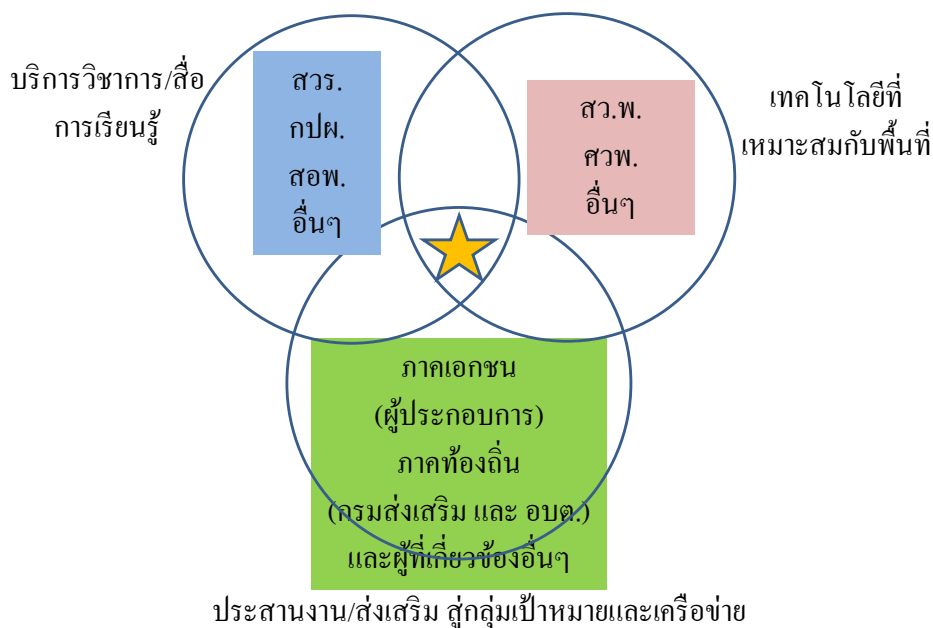 บริการวิชาการ/สื่อ
การเรียนรู้
สวร.
กปผ.
สอพ.
อื่นๆ
สว.พ.
ศวพ.
อื่นๆ
เทคโนโลยีที่
เหมาะสมกับพื้นที่
ภาคเอกชน
(ผู้ประกอบการ)
ภาคท้องถิ่น
(กรมส่งเสริม และ อบต.)
และผู้ที่เกี่ยวข้องอื่นๆ
ประสานงาน/ส่งเสริม สู่กลุ่มเป้าหมายและเครือข่าย